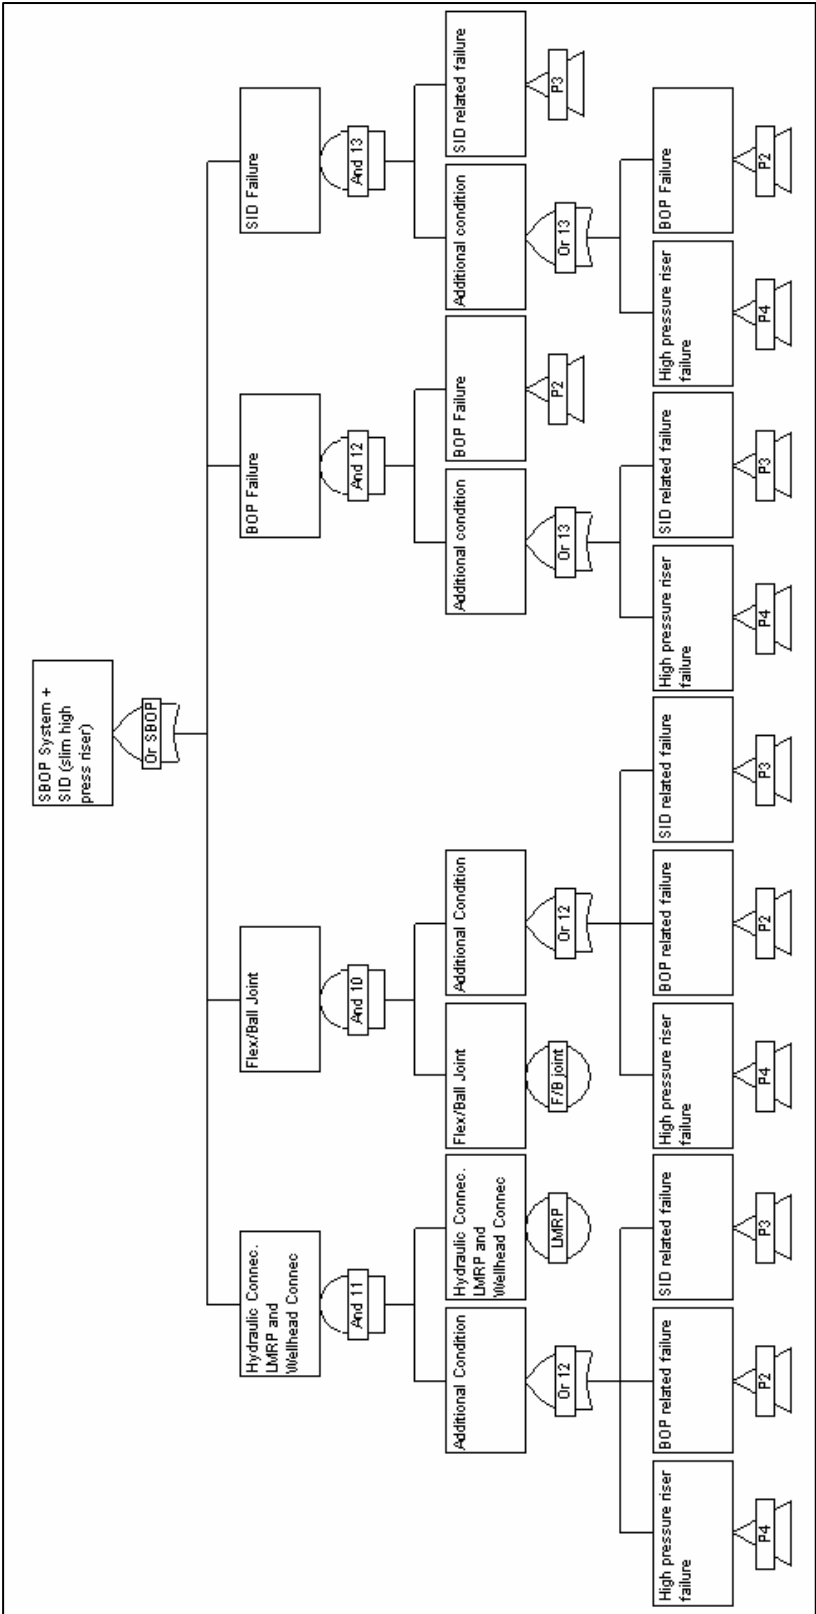 SBOP System +
SID (slim high
press riser)
Or SBOP
Hydraulic Connec.
LMRP and
Wellhead Connec
And 11
Flex/Ball Joint
And 10
BOP Failure
And 12
SID Failure
And 13
Additional Condition
Or 12
Hydraulic Connec.
LMRP and
Wellhead Connec
LMRP
Flex/Ball Joint
F/B joint
Additional Condition
Or 12
Additional condition
Or 13
BOP Failure
P2
Additional condition
Or 13
SID related failure
P3
High pressure riser
failure
P4
BOP related failure
P2
SID related failure
P3
High pressure riser
failure
P4
BOP related failure
P2
SID related failure
P3
High pressure riser
failure
P4
SID related failure
P3
High pressure riser
failure
P4
BOP Failure
P2